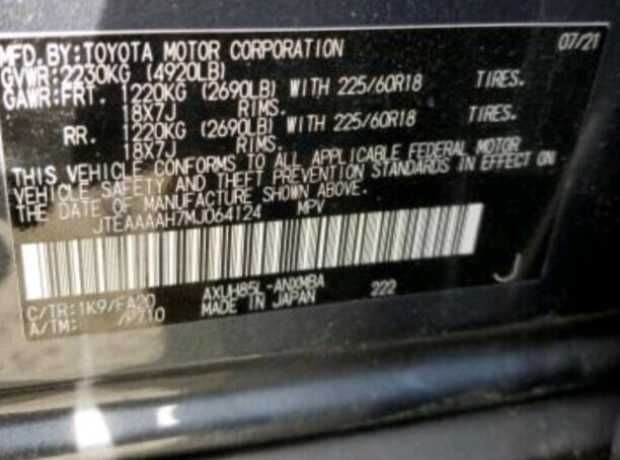 MFD. BY: TOYOTA MOTOR CORPORATION 07/21
GVWR: 2230KG (4920LB)
GAWR: FRT. 1220KG (2690LB) WITH 225/60R18 TIRES.
18X7J RIMS.
RR. 1220KG (2690LB) WITH 225/60R18 TIRES.
18X7J RIMS.
THIS VEHICLE CONFORMS TO ALL APPLICABLE FEDERAL MOTOR
VEHICLE SAFETY AND THEFT PREVENTION STANDARDS IN EFFECT ON
THE DATE OF MANUFACTURE SHOWN ABOVE.
JTEAAAAH7MJ064124 MPV
C/TR: 1K9/FA20 AXUH85L-ANXMBA 222 J
A/TM: /P710 MADE IN JAPAN